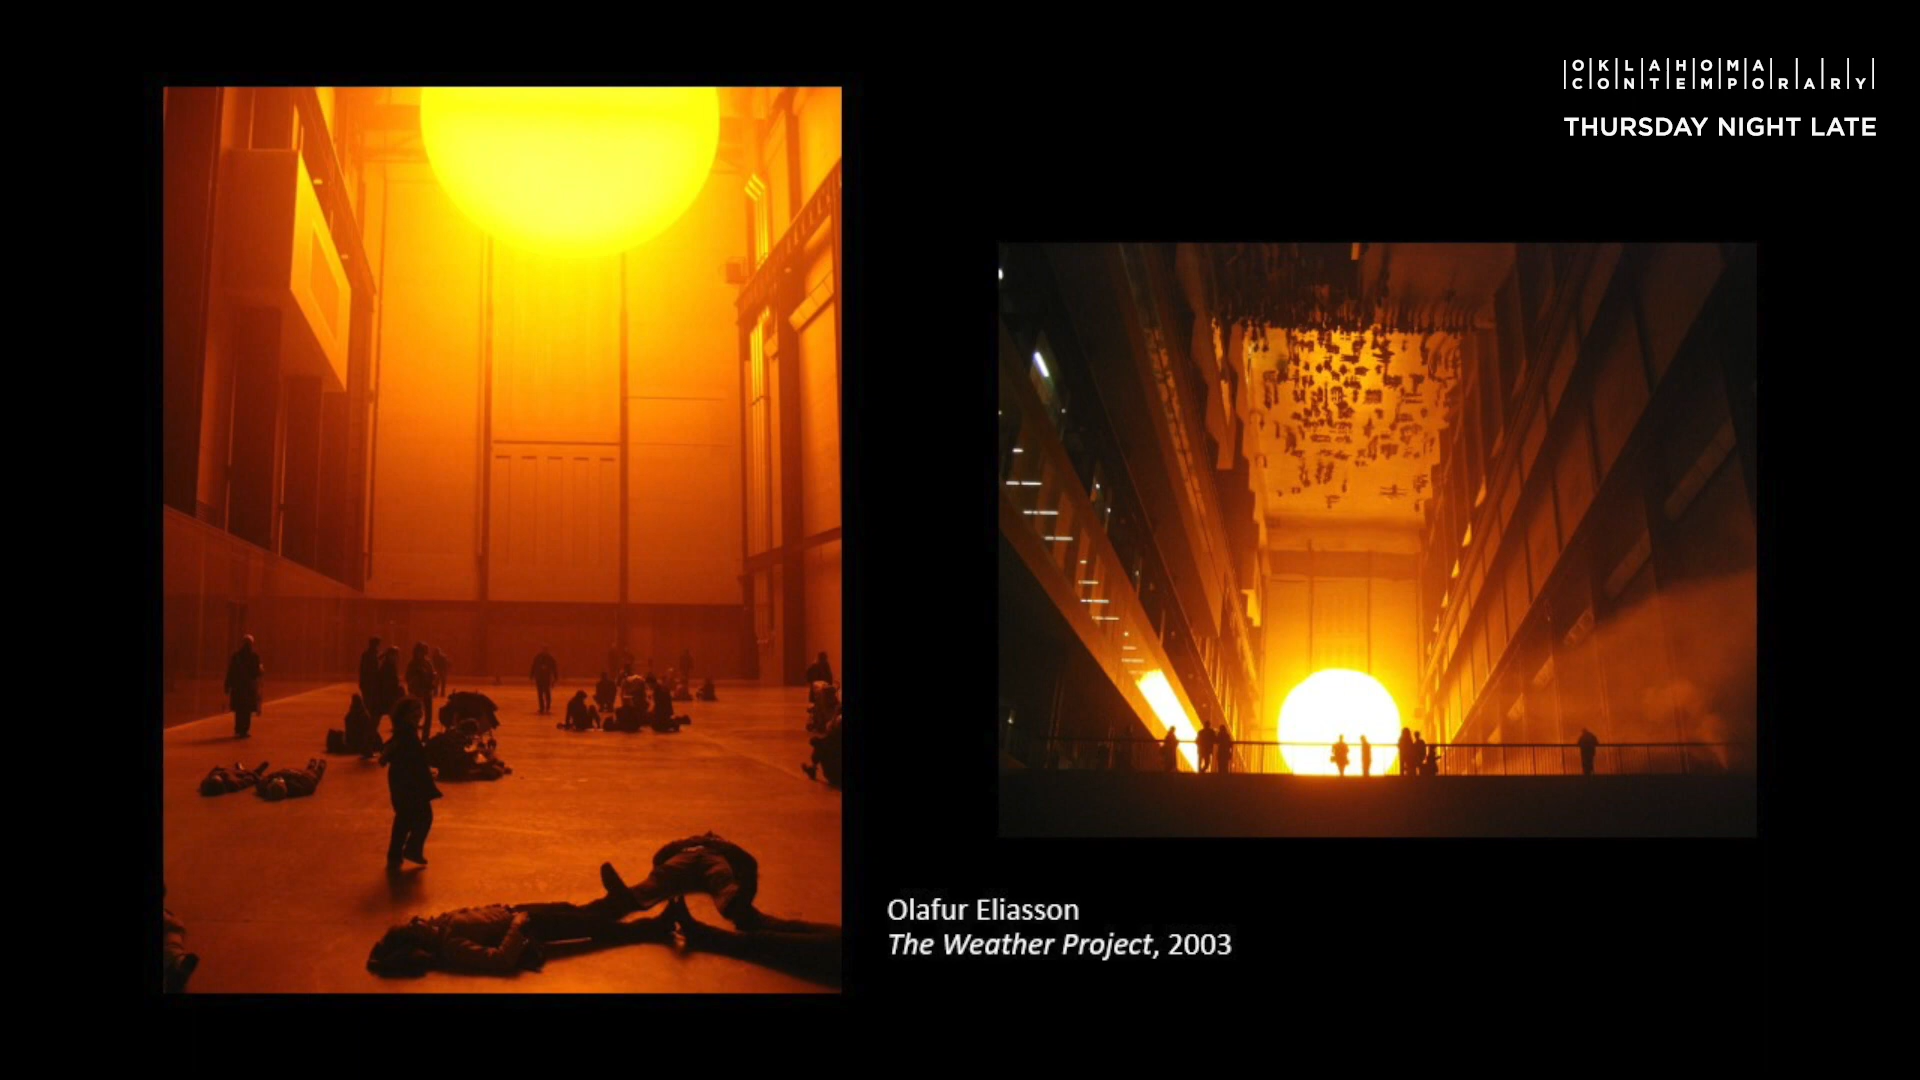 OKLAHOMA
CONTEMPORARY
THURSDAY NIGHT LATE
Olafur Eliasson
The Weather Project, 2003